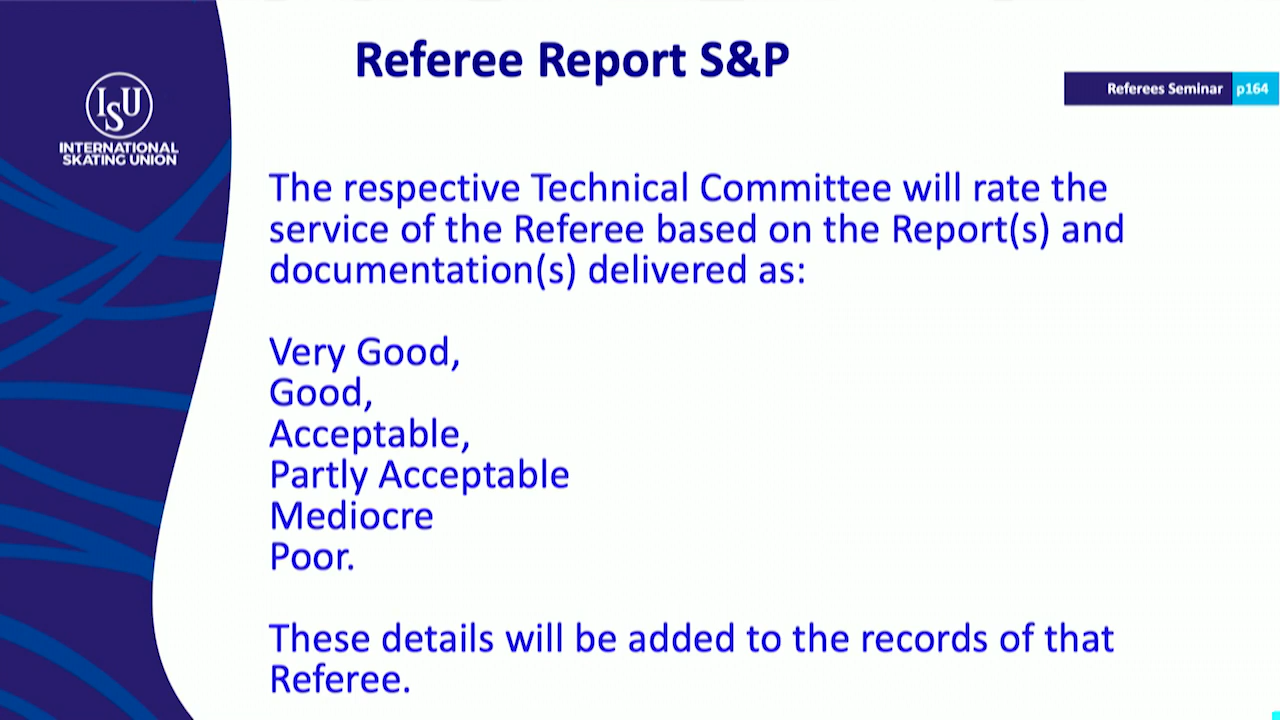 Referee Report S&P
Referees Seminar p164
ISU
INTERNATIONAL
SKATING UNION
The respective Technical Committee will rate the
service of the Referee based on the Report(s) and
documentation(s) delivered as:
Very Good,
Good,
Acceptable,
Partly Acceptable
Mediocre
Poor.
These details will be added to the records of that
Referee.